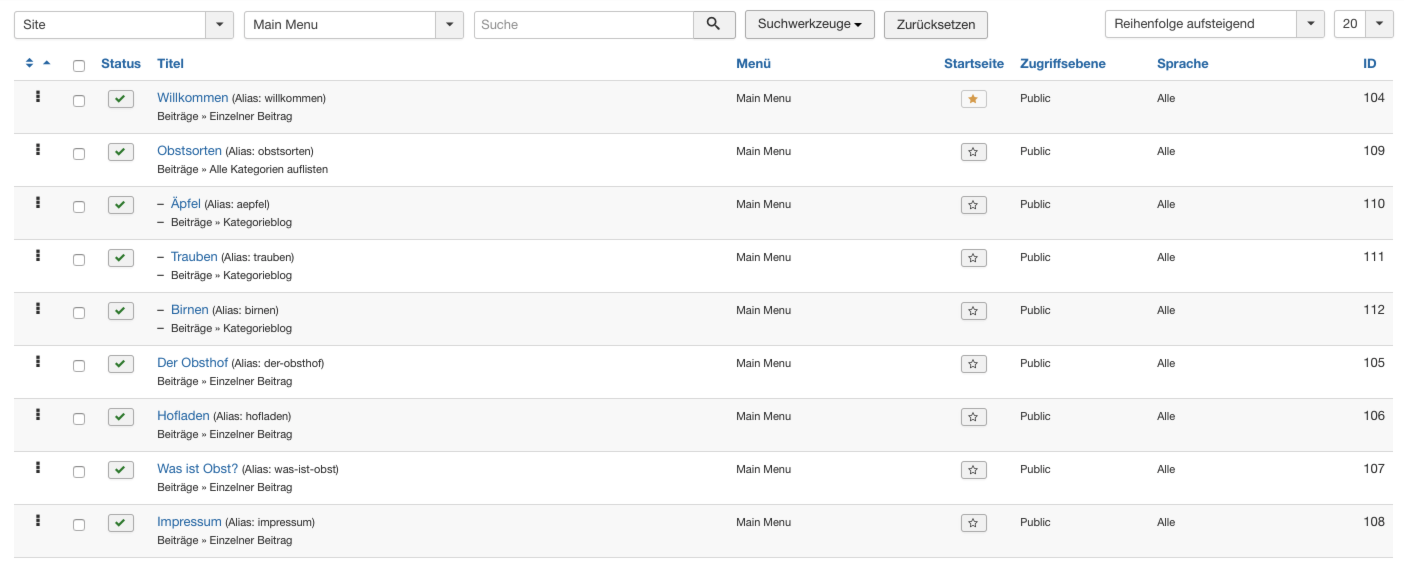 Site Main Menu Suche Suchwerkzeuge Zurücksetzen Reihenfolge aufsteigend 20
Status Titel Menü Startseite Zugriffsebene Sprache ID
Willkommen (Alias: willkommen) Main Menu Public Alle 104
Beiträge » Einzelner Beitrag
Obstsorten (Alias: obstsorten) Main Menu Public Alle 109
Beiträge » Alle Kategorien auflisten
– Äpfel (Alias: aepfel) Main Menu Public Alle 110
– Beiträge » Kategorieblog
– Trauben (Alias: trauben) Main Menu Public Alle 111
– Beiträge » Kategorieblog
– Birnen (Alias: birnen) Main Menu Public Alle 112
– Beiträge » Kategorieblog
Der Obsthof (Alias: der-obsthof) Main Menu Public Alle 105
Beiträge » Einzelner Beitrag
Hofladen (Alias: hofladen) Main Menu Public Alle 106
Beiträge » Einzelner Beitrag
Was ist Obst? (Alias: was-ist-obst) Main Menu Public Alle 107
Beiträge » Einzelner Beitrag
Impressum (Alias: impressum) Main Menu Public Alle 108
Beiträge » Einzelner Beitrag